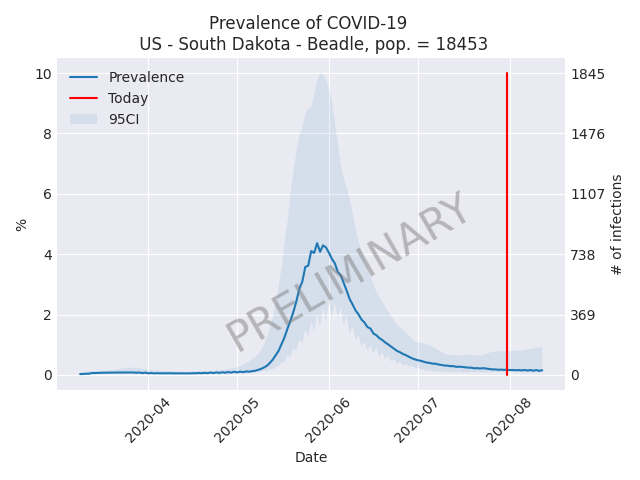 Prevalence of COVID-19
US - South Dakota - Beadle, pop. = 18453
Prevalence
Today
95CI
10
8
6
4
2
0
%
1845
1476
1107
738
369
0
# of infections
PRELIMINARY
2020-04
2020-05
2020-06
2020-07
2020-08
Date